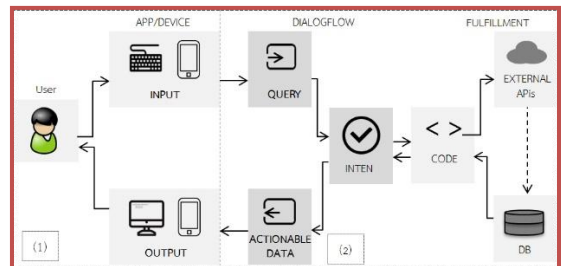 APP/DEVICE
DIALOGFLOW
FULFILLMENT
User
INPUT
QUERY
EXTERNAL
APIs
INTEN
< >
CODE
OUTPUT
ACTIONABLE
DATA
DB
(1)
(2)